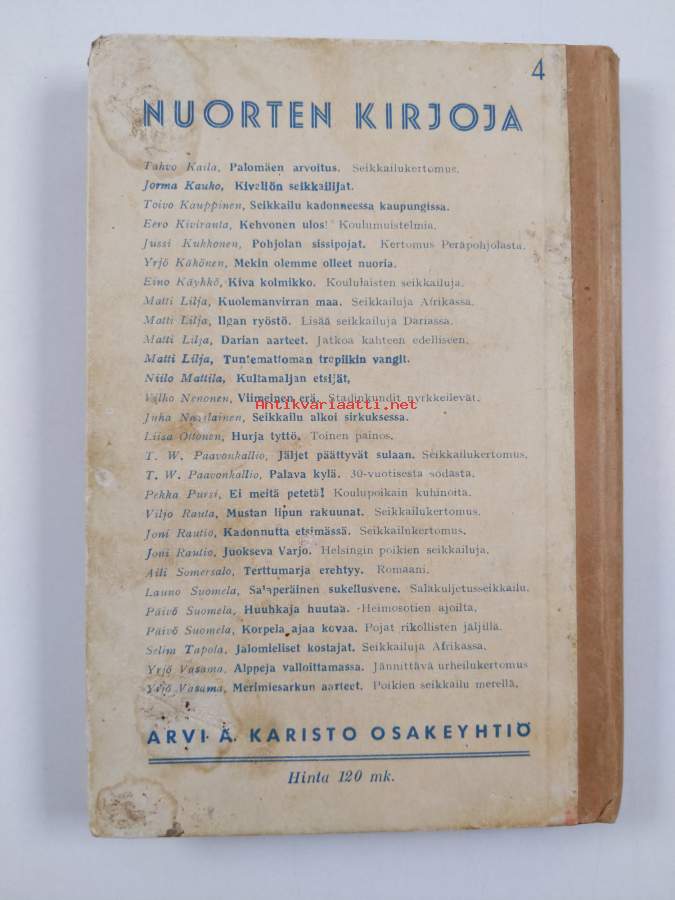 4
NUORTEN KIRJOJA
Tahvo Kaila, Palomäen arvoitus. Seikkailukertomus.
Jorma Kauko, Kiveliön seikkailijat.
Toivo Kauppinen, Seikkailu kadonneessa kaupungissa.
Eero Kiviranta, Kehvonen ulos! Koulumuistelmia.
Jussi Kukkonen, Pohjolan sissipojat. Kertomus Peräpohjolasta.
Yrjö Käkönen, Mekin olemme olleet nuoria.
Eino Käyhkö, Kiva kolmikko. Koululaisten seikkailuja.
Matti Lilja, Kuolemanvirran maa. Seikkailuja Afrikassa.
Matti Lilja, Ilgan ryöstö. Lisää seikkailuja Dariassa.
Matti Lilja, Darian aarteet. Jatkoa kahteen edelliseen.
Matti Lilja, Tuntemattoman tropiikin vangit.
Niilo Mattila, Kultamaljan etsijät,
Vilho Nenonen, Viimeinen erä. Stadinkundit nyrkkeilevät.
Antikvariaatti.net
Juha Nuulainen, Seikkailu alkoi sirkuksessa.
Liisa Ottonen, Hurja tyttö. Toinen painos.
T. W. Paavonkallio, Jäljet päättyvät sulaan. Seikkailukertomus.
T. W. Paavonkallio, Palava kylä. 30-vuotisesta sodasta.
Pekka Pursi, Ei meitä petetä! Koulupoikain kuhinoita.
Viljo Rauta, Mustan lipun rakuunat. Seikkailukertomus.
Joni Rautio, Kadonnutta etsimässä. Seikkailukertomus.
Joni Rautio, Juokseva Varjo. Helsingin poikien seikkailuja.
Aili Somersalo, Terttumarja erehtyy. Romaani.
Launo Suomela, Salaperäinen sukellusvene. Salakuljetusseikkailu.
Päivö Suomela, Huuhkaja huutaa. Heimosotien ajoilta,
Päivö Suomela, Korpela ajaa kovaa. Pojat rikollisten jäljillä.
Selim Tapola, Jalomieliset kostajat. Seikkailuja Afrikassa.
Yrjö Vasama, Alppeja valloittamassa. Jännittävä urheilukertomus
Yrjö Vasama, Merimiesarkun aarteet. Poikien seikkailu merellä.
ARVI A. KARISTO OSAKEYHTIÖ
Hinta 120 mk.